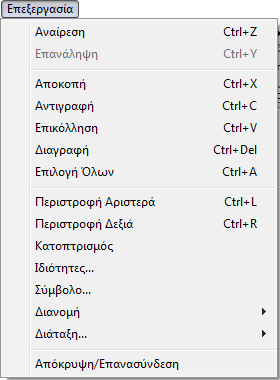 Επεξεργασία
Αναίρεση Ctrl+Z
Επανάληψη Ctrl+Y
Αποκοπή Ctrl+X
Αντιγραφή Ctrl+C
Επικόλληση Ctrl+V
Διαγραφή Ctrl+Del
Επιλογή Όλων Ctrl+A
Περιστροφή Αριστερά Ctrl+L
Περιστροφή Δεξιά Ctrl+R
Κατοπτρισμός
Ιδιότητες...
Σύμβολο...
Διανομή
Διάταξη...
Απόκρυψη/Επανασύνδεση